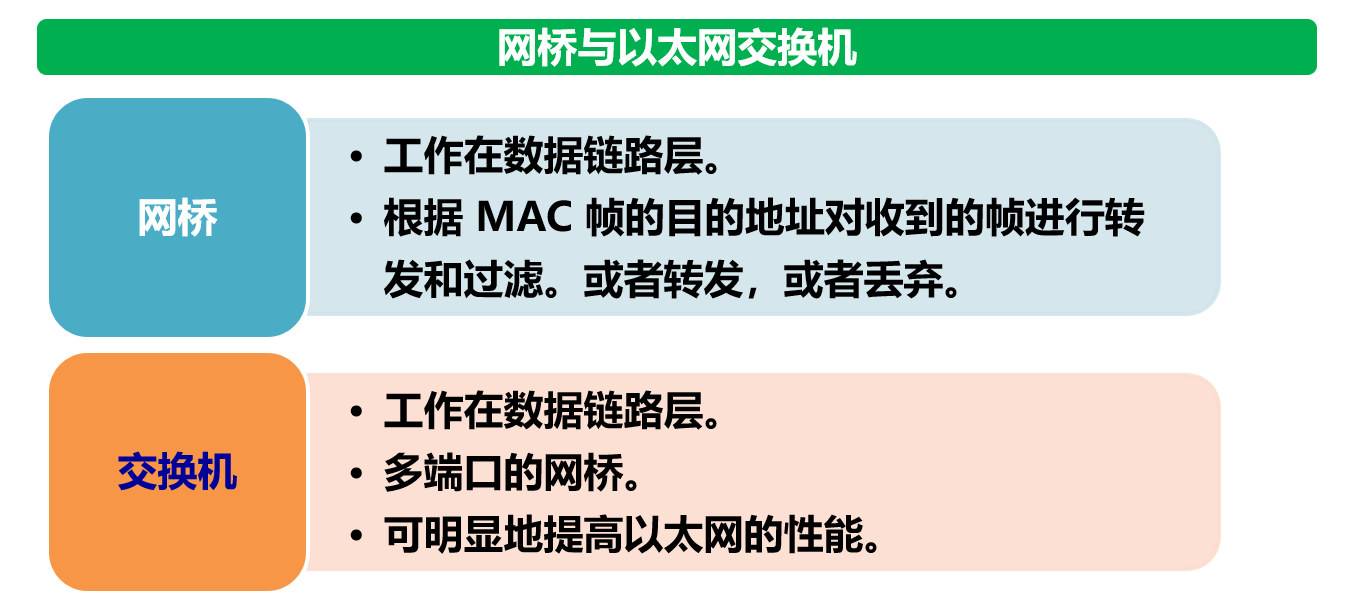 网桥与以太网交换机
网桥
• 工作在数据链路层。
• 根据 MAC 帧的目的地址对收到的帧进行转
发和过滤。或者转发，或者丢弃。
交换机
• 工作在数据链路层。
• 多端口的网桥。
• 可明显地提高以太网的性能。